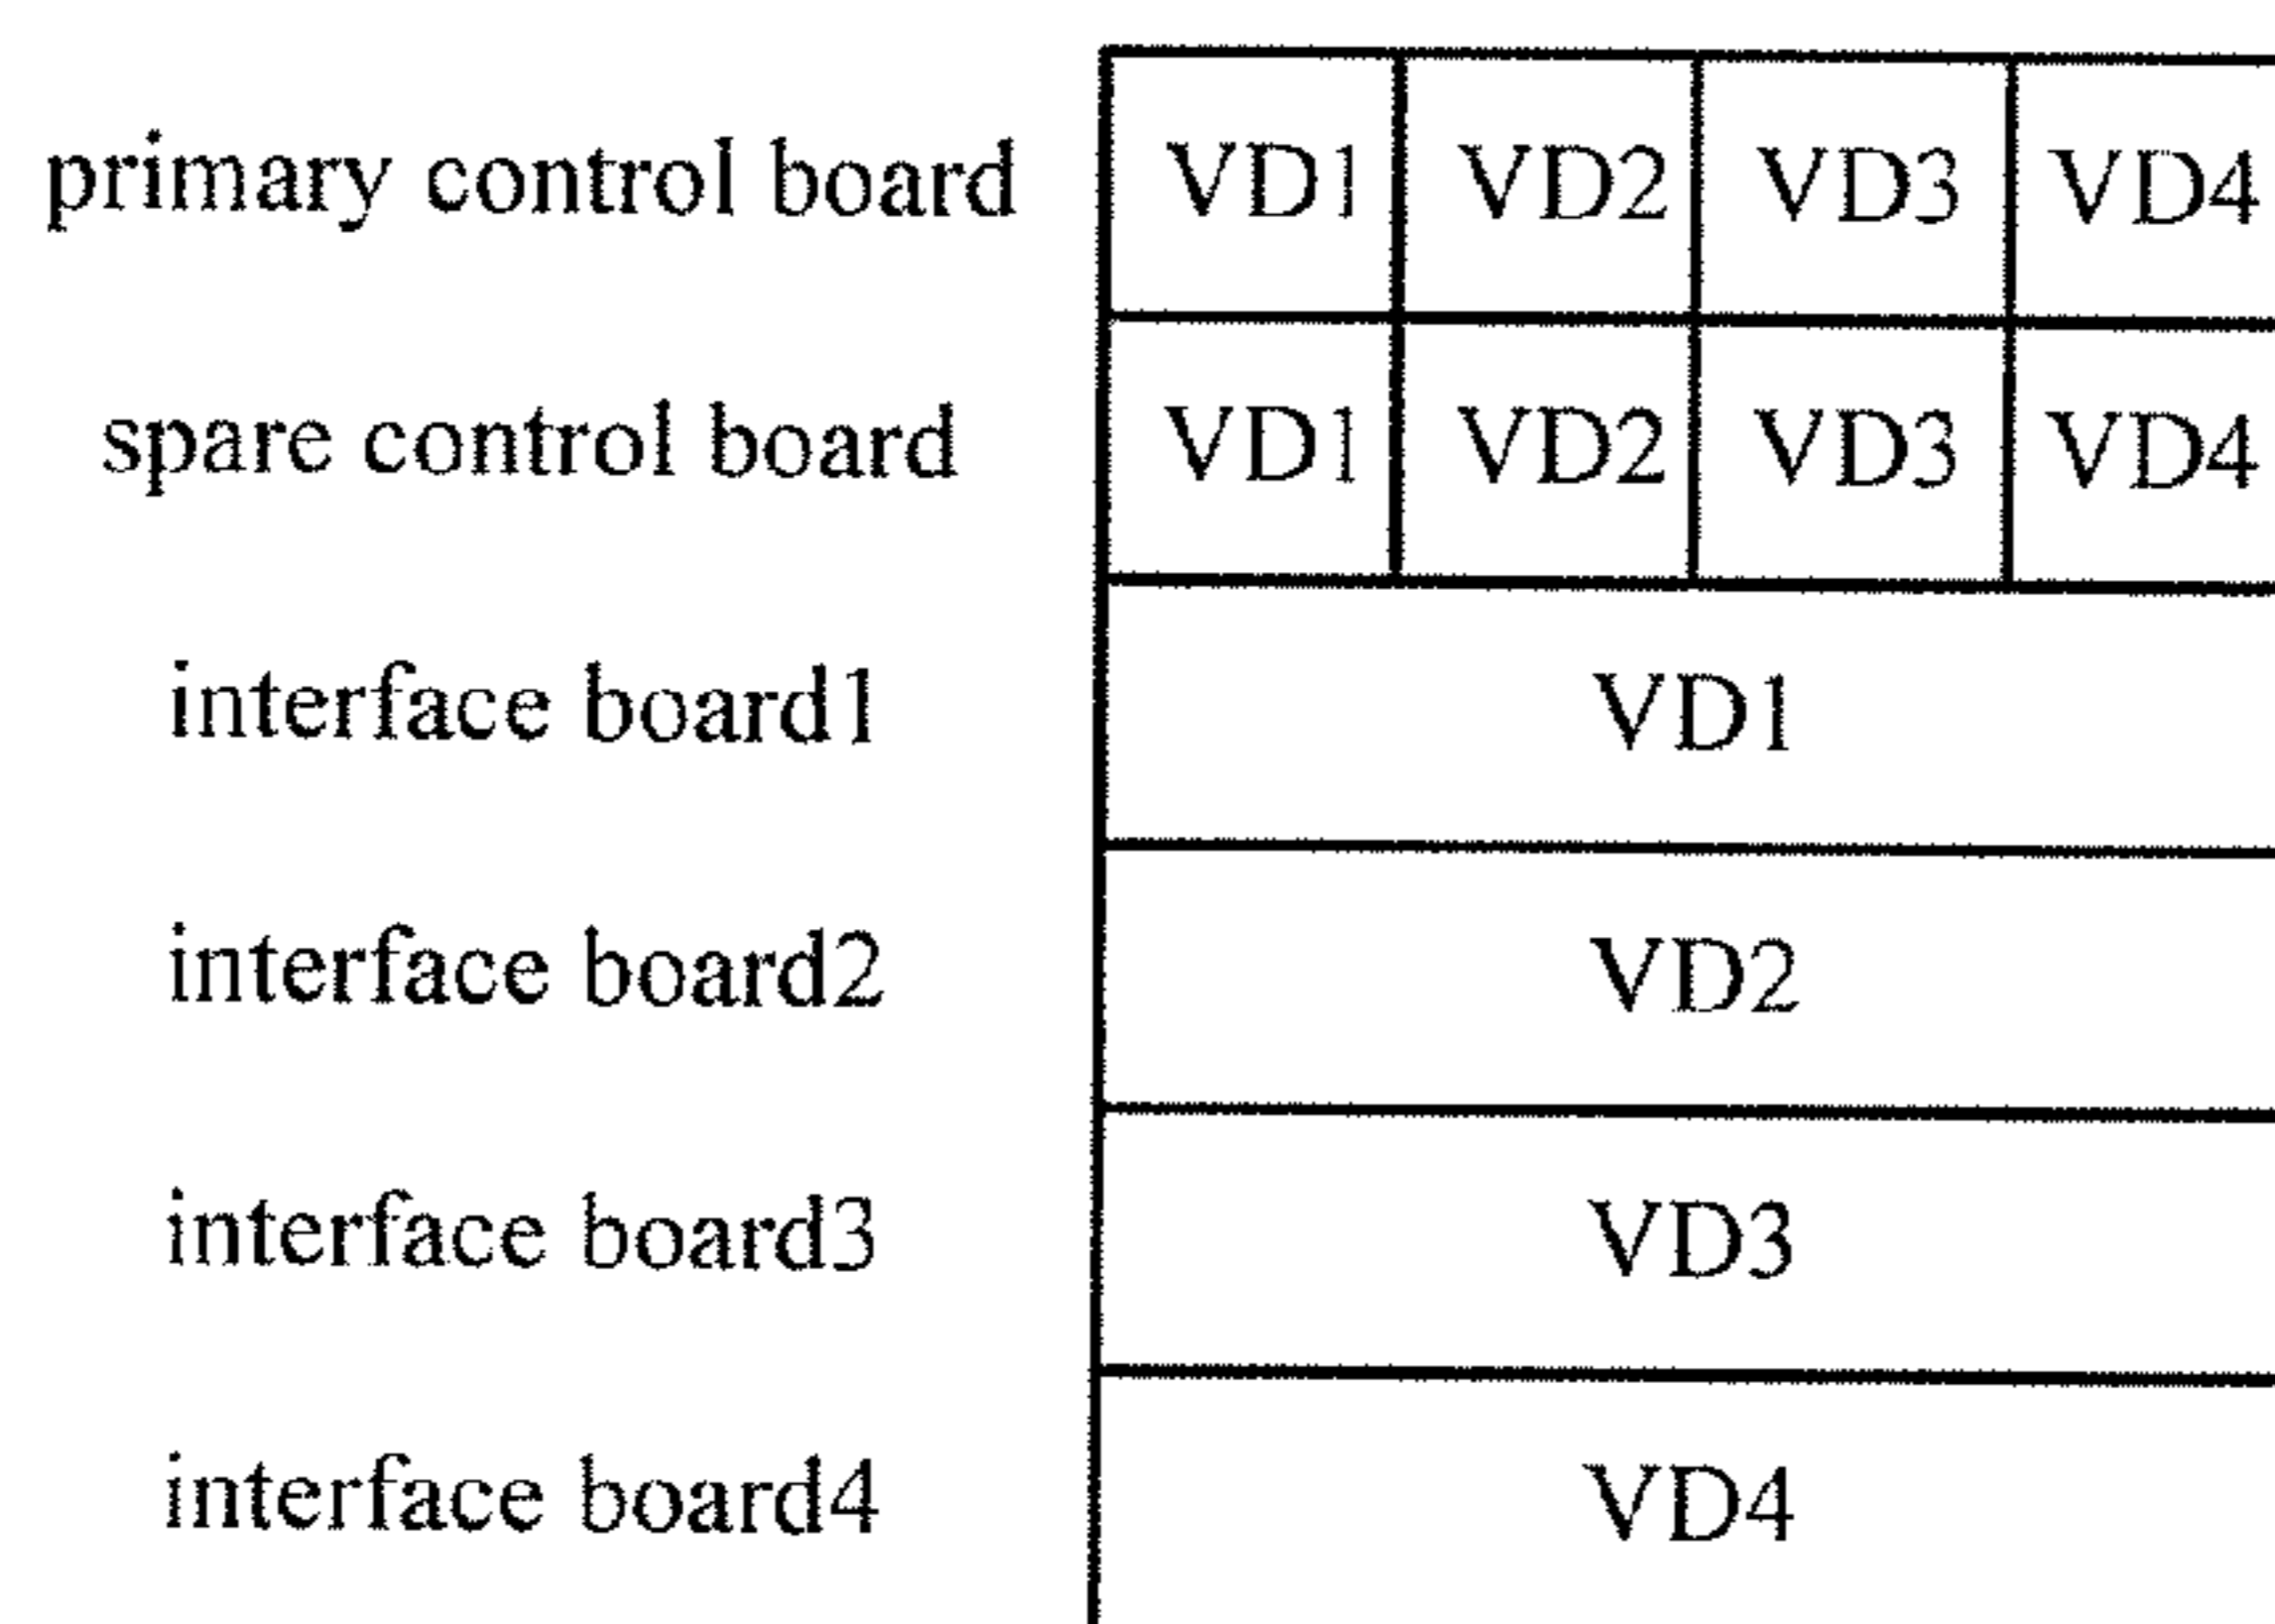 primary control board VD1 VD2 VD3 VD4
spare control board VD1 VD2 VD3 VD4
interface board1 VD1
interface board2 VD2
interface board3 VD3
interface board4 VD4